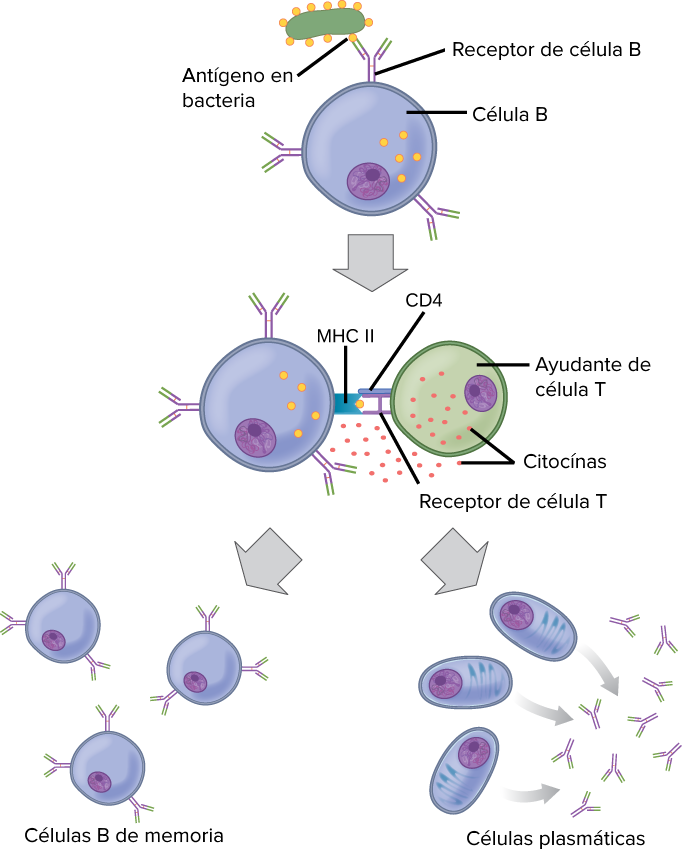 Receptor de célula B
Antígeno en
bacteria
Célula B
CD4
MHC II
Ayudante de
célula T
Citocínas
Receptor de célula T
Células B de memoria
Células plasmáticas